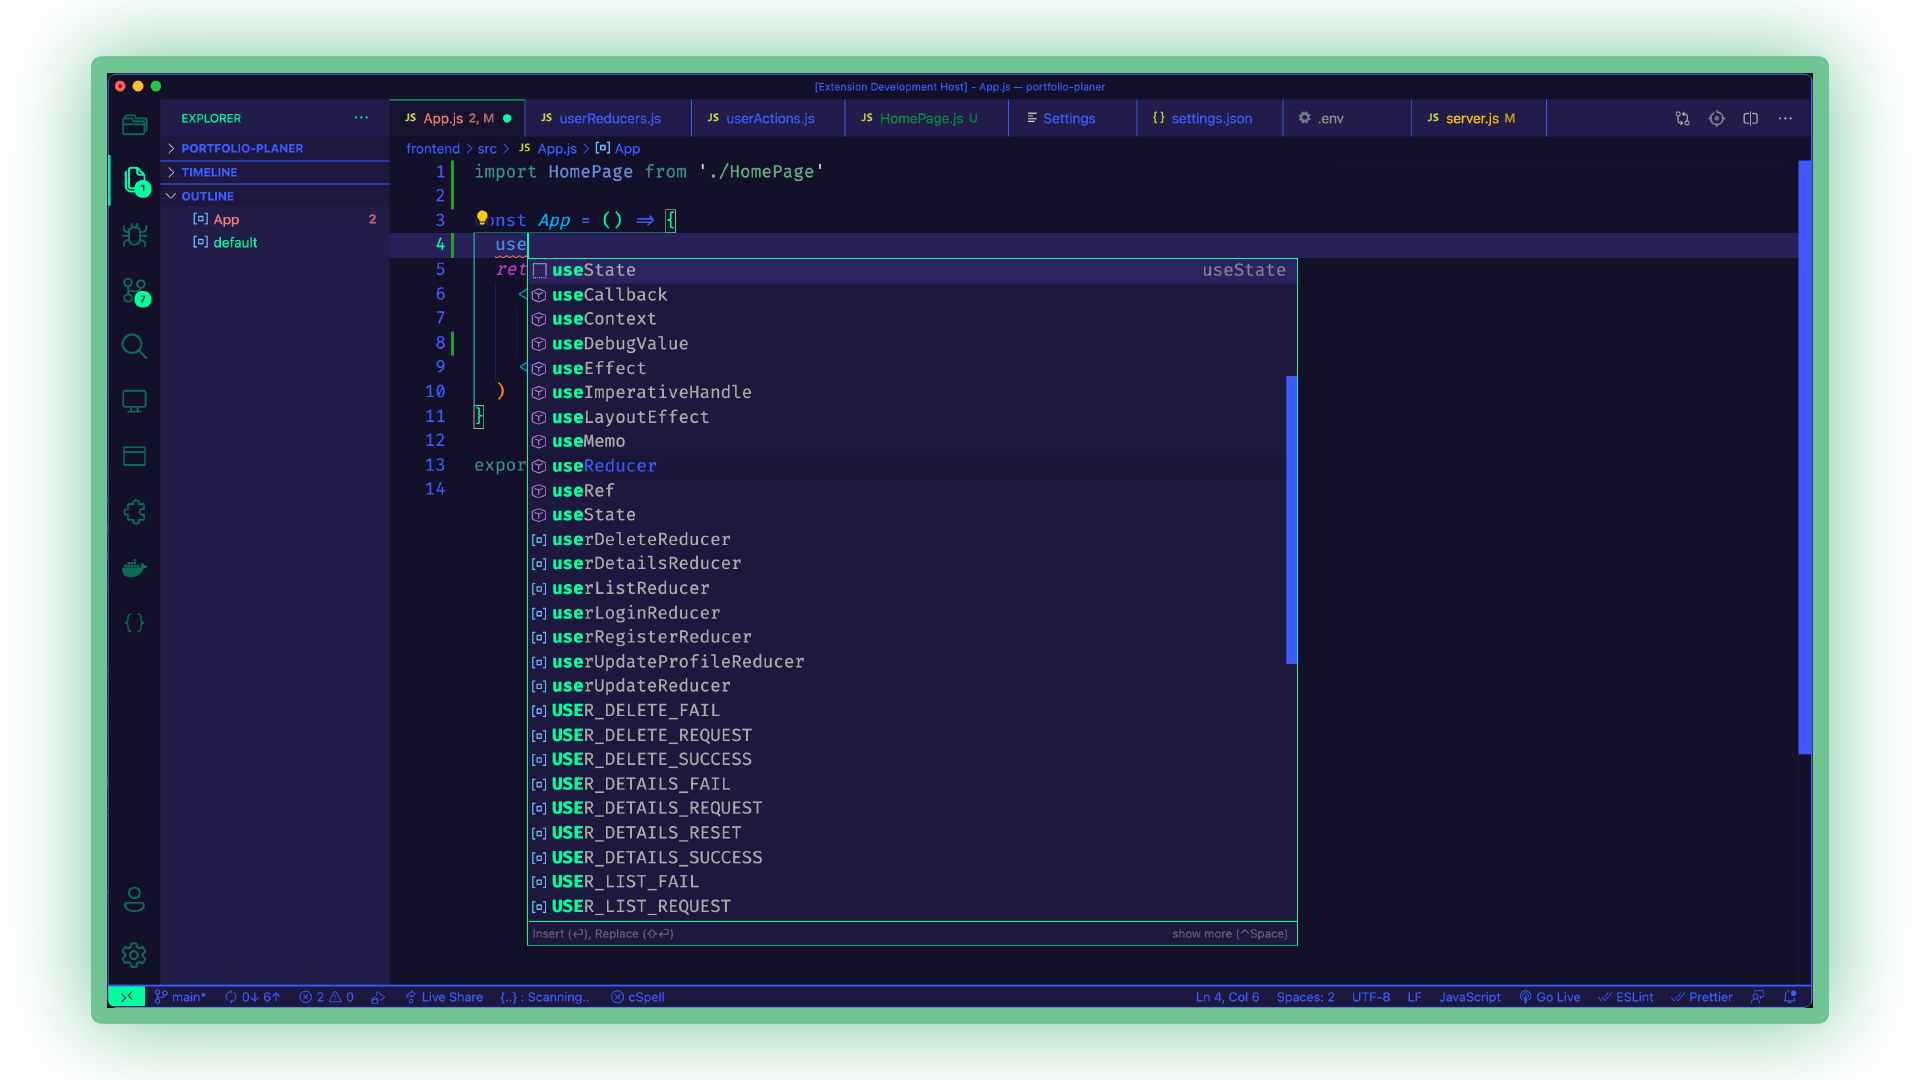 [Extension Development Host] - App.js — portfolio-planer
EXPLORER ···
JS App.js 2, M
JS userReducers.js
JS userActions.js
JS HomePage.js U
Settings
{} settings.json
.env
JS server.js M
···
PORTFOLIO-PLANER
TIMELINE
OUTLINE
App 2
default
1
7
frontend > src > JS App.js > App
1 import HomePage from './HomePage'
2
3 onst App = () => {
4 use
5 ret
6 <
7
8
9 <
10 )
11 }
12
13 expor
14
useState useState
useCallback
useContext
useDebugValue
useEffect
useImperativeHandle
useLayoutEffect
useMemo
useReducer
useRef
useState
userDeleteReducer
userDetailsReducer
userListReducer
userLoginReducer
userRegisterReducer
userUpdateProfileReducer
userUpdateReducer
USER_DELETE_FAIL
USER_DELETE_REQUEST
USER_DELETE_SUCCESS
USER_DETAILS_FAIL
USER_DETAILS_REQUEST
USER_DETAILS_RESET
USER_DETAILS_SUCCESS
USER_LIST_FAIL
USER_LIST_REQUEST
Insert (⏎), Replace (⇧⏎) show more (^Space)
main* 0↓ 6↑ 2 0 Live Share {..} : Scanning.. cSpell Ln 4, Col 6 Spaces: 2 UTF-8 LF JavaScript Go Live ESLint Prettier